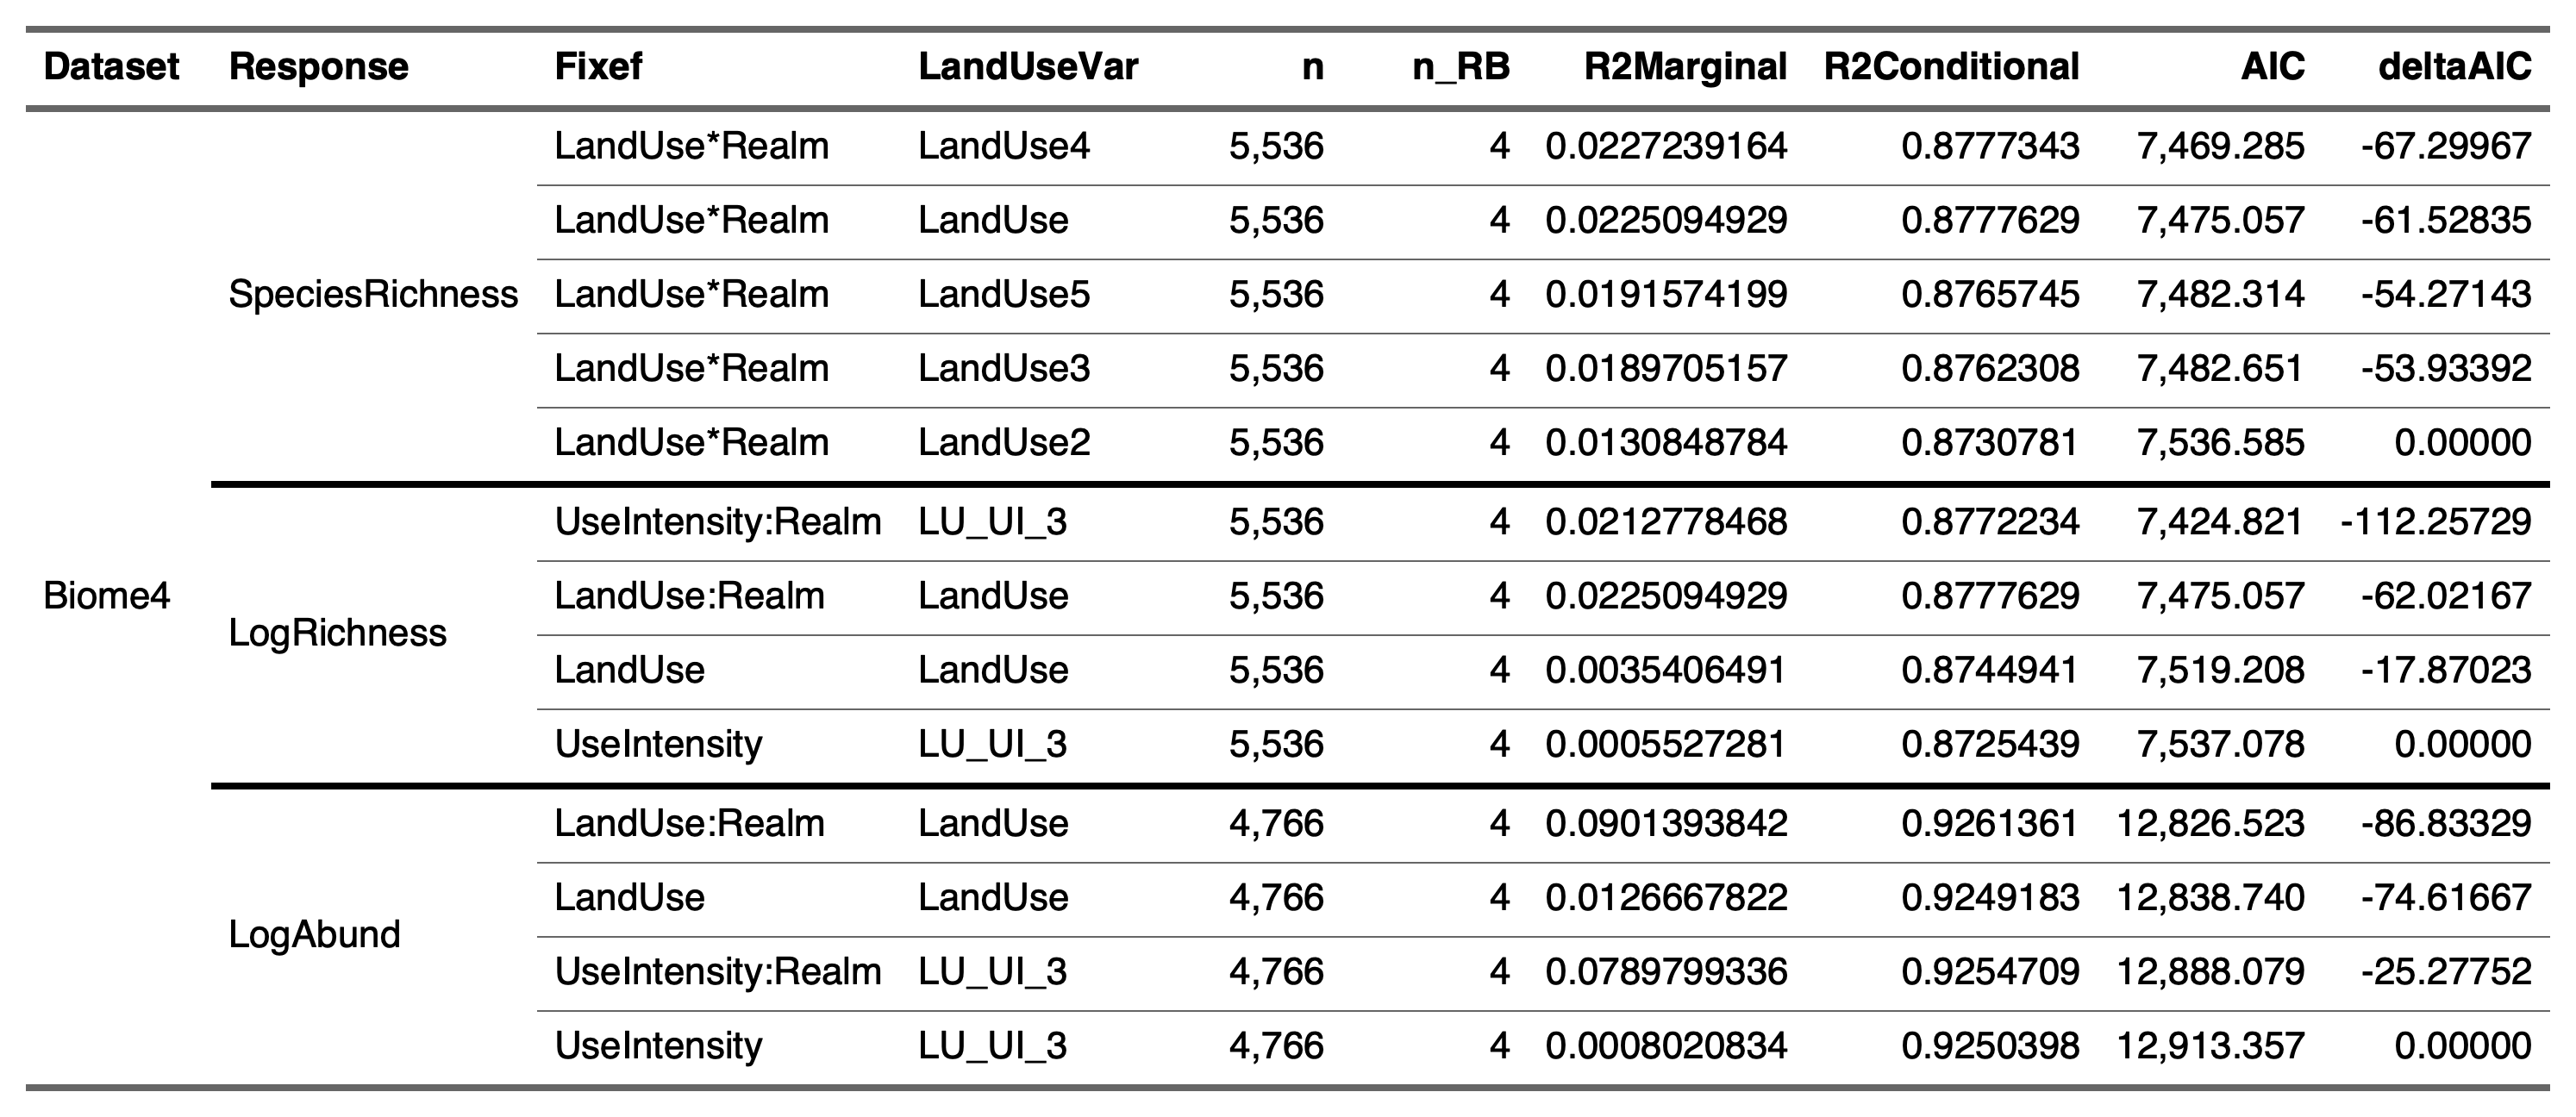 Dataset Response Fixef LandUseVar n n_RB R2Marginal R2Conditional AIC deltaAIC
LandUse*Realm LandUse4 5,536 4 0.0227239164 0.8777343 7,469.285 -67.29967
LandUse*Realm LandUse 5,536 4 0.0225094929 0.8777629 7,475.057 -61.52835
SpeciesRichness LandUse*Realm LandUse5 5,536 4 0.0191574199 0.8765745 7,482.314 -54.27143
LandUse*Realm LandUse3 5,536 4 0.0189705157 0.8762308 7,482.651 -53.93392
LandUse*Realm LandUse2 5,536 4 0.0130848784 0.8730781 7,536.585 0.00000
UseIntensity:Realm LU_UI_3 5,536 4 0.0212778468 0.8772234 7,424.821 -112.25729
Biome4 LandUse:Realm LandUse 5,536 4 0.0225094929 0.8777629 7,475.057 -62.02167
LogRichness
LandUse LandUse 5,536 4 0.0035406491 0.8744941 7,519.208 -17.87023
UseIntensity LU_UI_3 5,536 4 0.0005527281 0.8725439 7,537.078 0.00000
LandUse:Realm LandUse 4,766 4 0.0901393842 0.9261361 12,826.523 -86.83329
LandUse LandUse 4,766 4 0.0126667822 0.9249183 12,838.740 -74.61667
LogAbund
UseIntensity:Realm LU_UI_3 4,766 4 0.0789799336 0.9254709 12,888.079 -25.27752
UseIntensity LU_UI_3 4,766 4 0.0008020834 0.9250398 12,913.357 0.00000